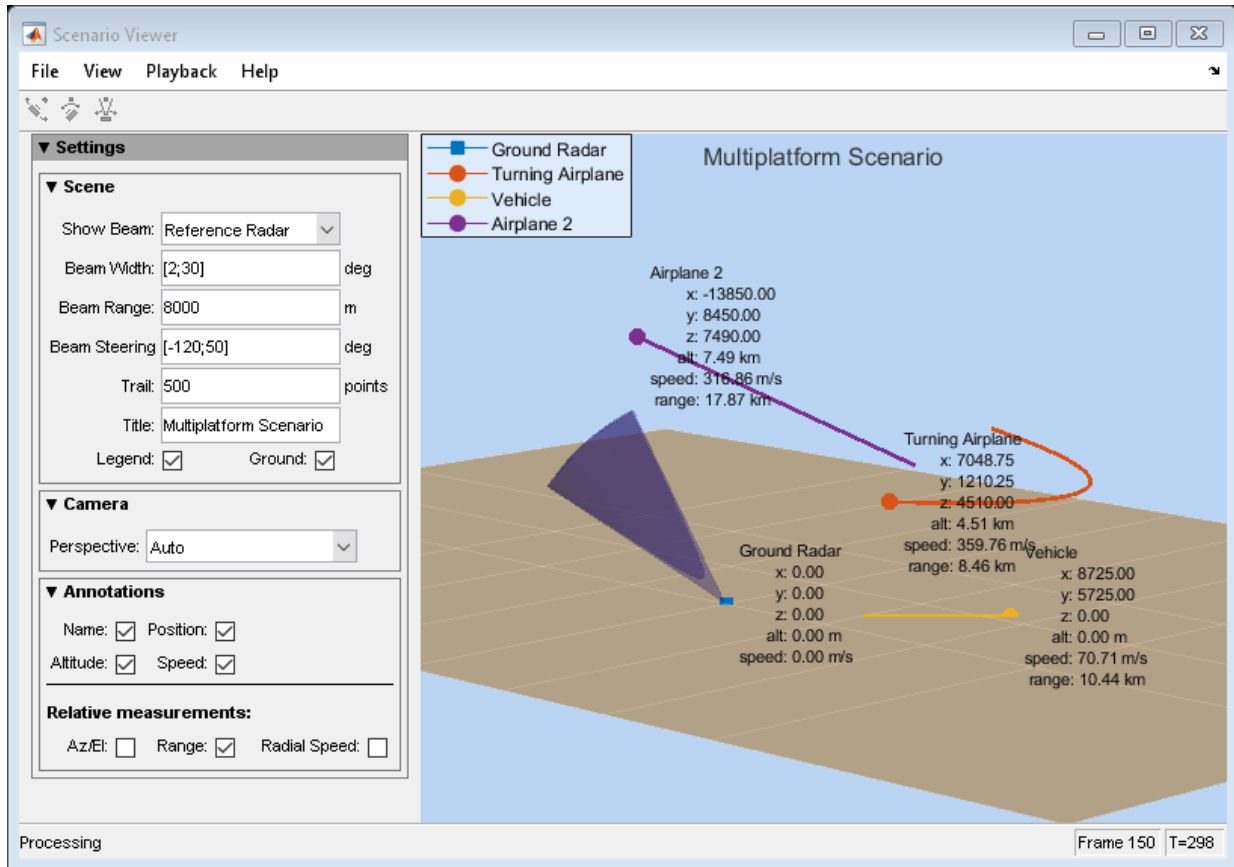 Scenario Viewer
File View Playback Help
▼ Settings
▼ Scene
Show Beam: Reference Radar
Beam Width: [2;30] deg
Beam Range: 8000 m
Beam Steering [-120;50] deg
Trail: 500 points
Title: Multiplatform Scenario
Legend: Ground:
▼ Camera
Perspective: Auto
▼ Annotations
Name: Position:
Altitude: Speed:
Relative measurements:
Az/El: Range: Radial Speed:
Ground Radar
Turning Airplane
Vehicle
Airplane 2
Multiplatform Scenario
Airplane 2
x: -13850.00
y: 8450.00
z: 7490.00
alt: 7.49 km
speed: 316.86 m/s
range: 17.87 km
Turning Airplane
x: 7048.75
y: 1210.25
z: 4510.00
alt: 4.51 km
speed: 359.76 m/s
range: 8.46 km
Ground Radar
x: 0.00
y: 0.00
z: 0.00
alt: 0.00 m
speed: 0.00 m/s
Vehicle
x: 8725.00
y: 5725.00
z: 0.00
alt: 0.00 m
speed: 70.71 m/s
range: 10.44 km
Processing
Frame 150 T=298